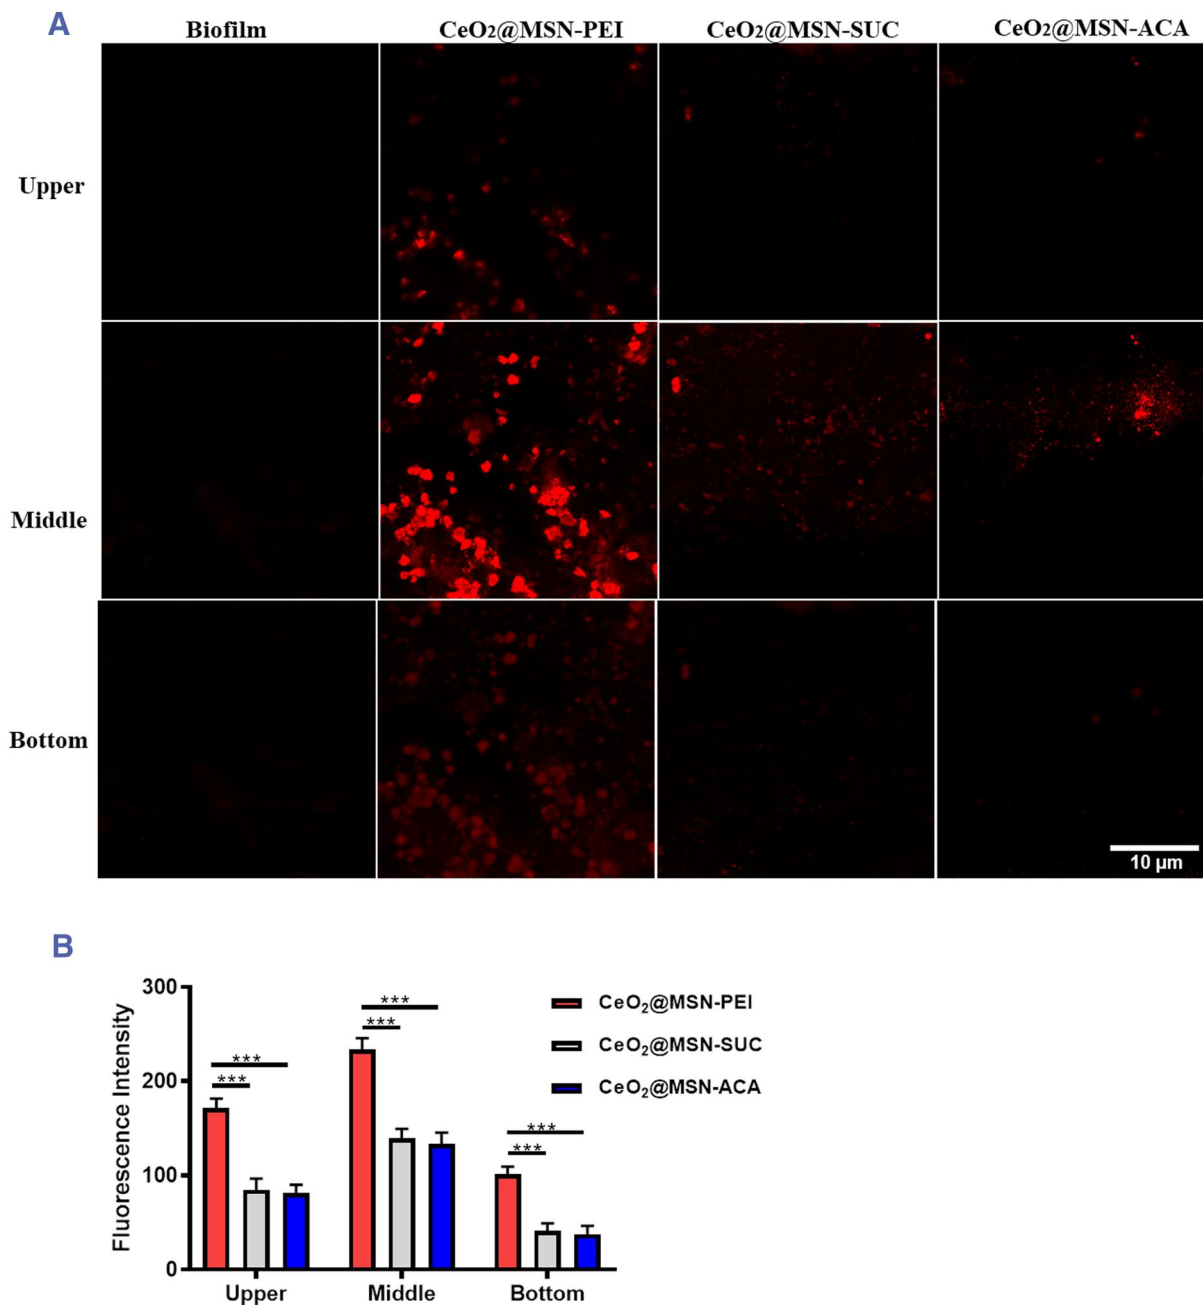 A
Biofilm CeO2@MSN-PEI CeO2@MSN-SUC CeO2@MSN-ACA
Upper
Middle
Bottom
10 µm
B
300
200
100
0
Fluorescence Intensity
***
***
***
***
***
***
CeO₂@MSN-PEI
CeO₂@MSN-SUC
CeO₂@MSN-ACA
Upper Middle Bottom